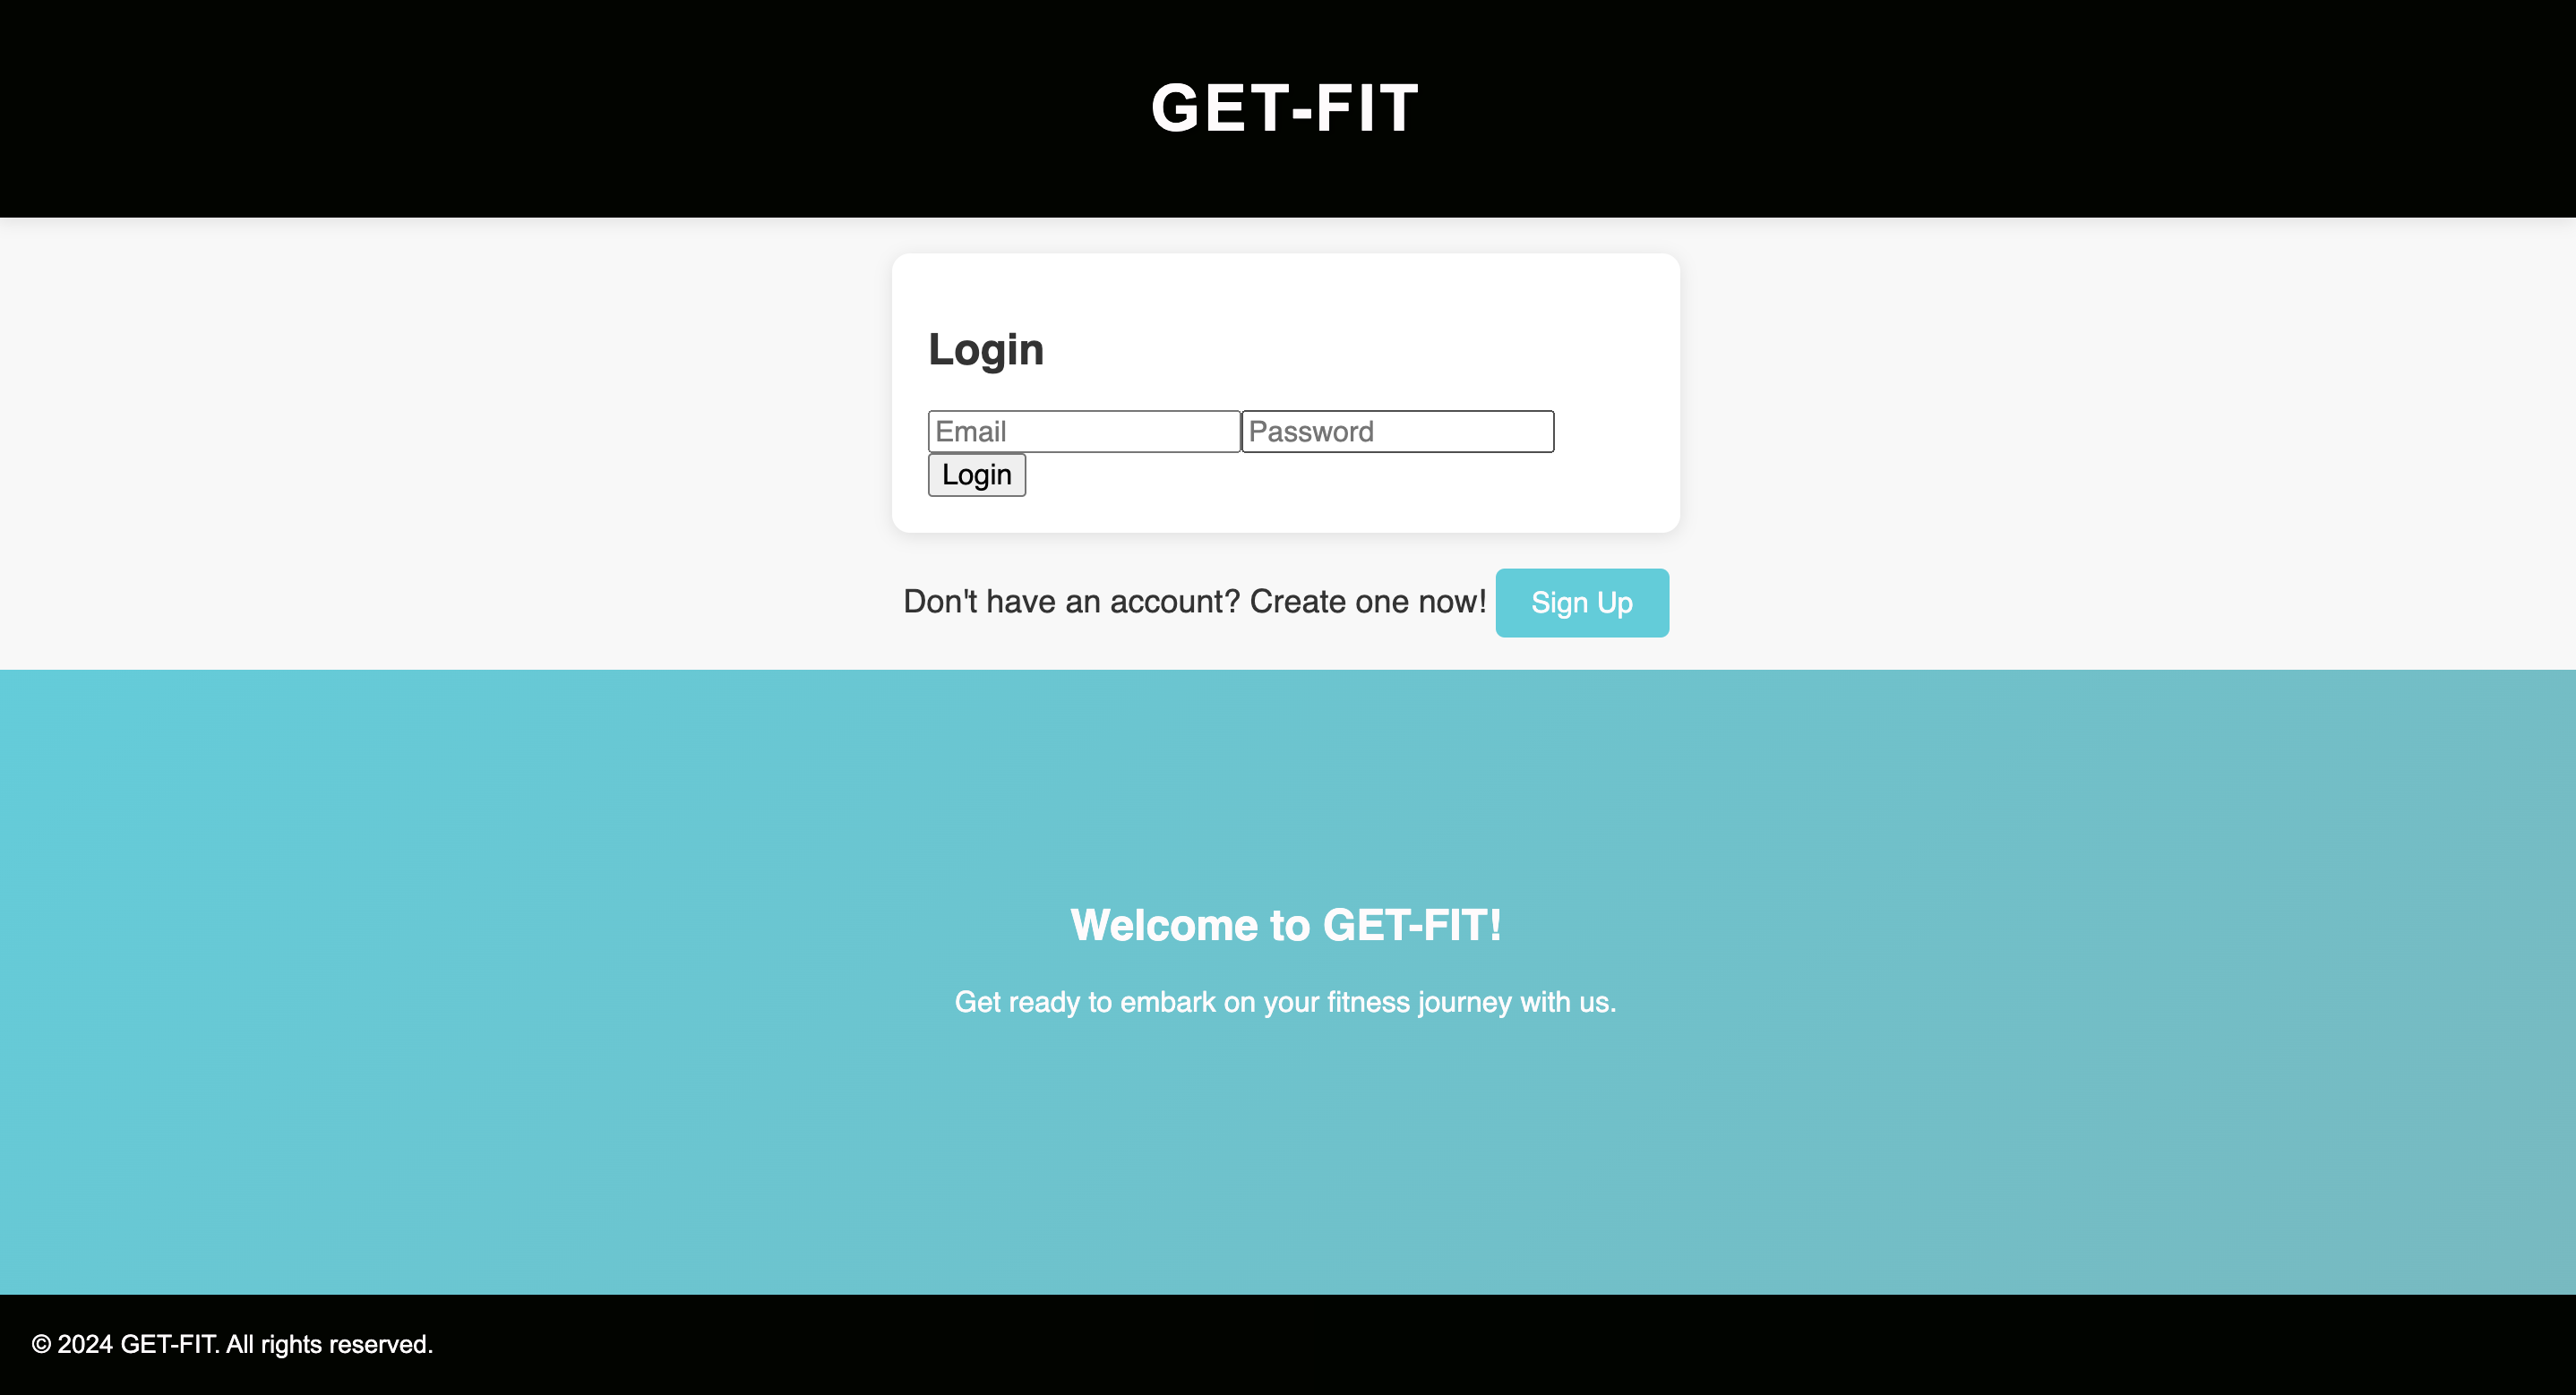 GET-FIT
Login
Email Password
Login
Don't have an account? Create one now! Sign Up
Welcome to GET-FIT!
Get ready to embark on your fitness journey with us.
© 2024 GET-FIT. All rights reserved.